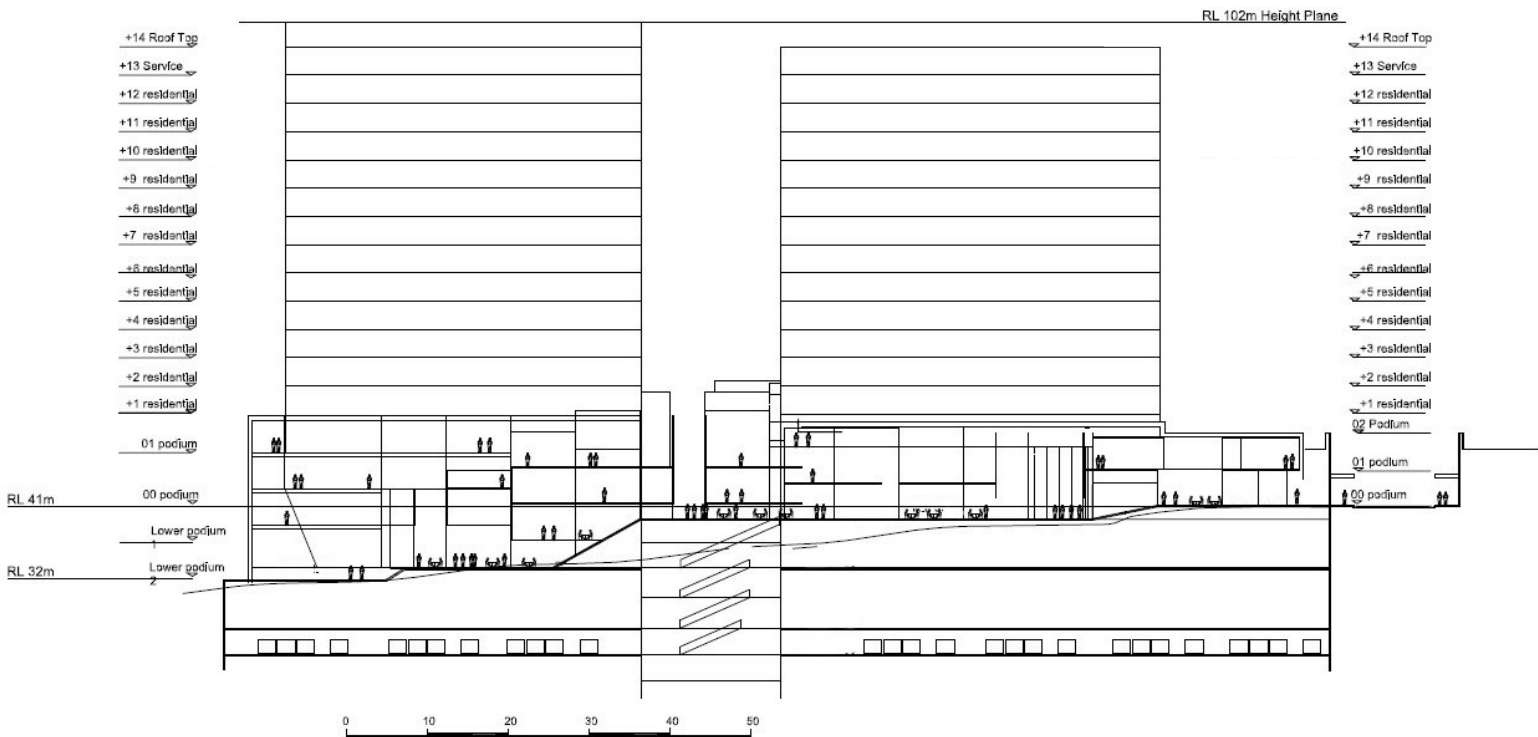 RL 102m Height Plane
+14 Roof Top
+14 Roof Top
+13 Service
+13 Service
+12 residential
+12 residential
+11 residential
+11 residential
+10 residential
+10 residential
+9 residential
+9 residential
+8 residential
+8 residential
+7 residential
+7 residential
+6 residential
+6 residential
+5 residential
+5 residential
+4 residential
+4 residential
+3 residential
+3 residential
+2 residential
+2 residential
+1 residential
+1 residential
02 Podium
01 podium
01 podium
00 podium
00 podium
RL 41m
Lower podium
1
Lower podium
2
RL 32m
0 10 20 30 40 50